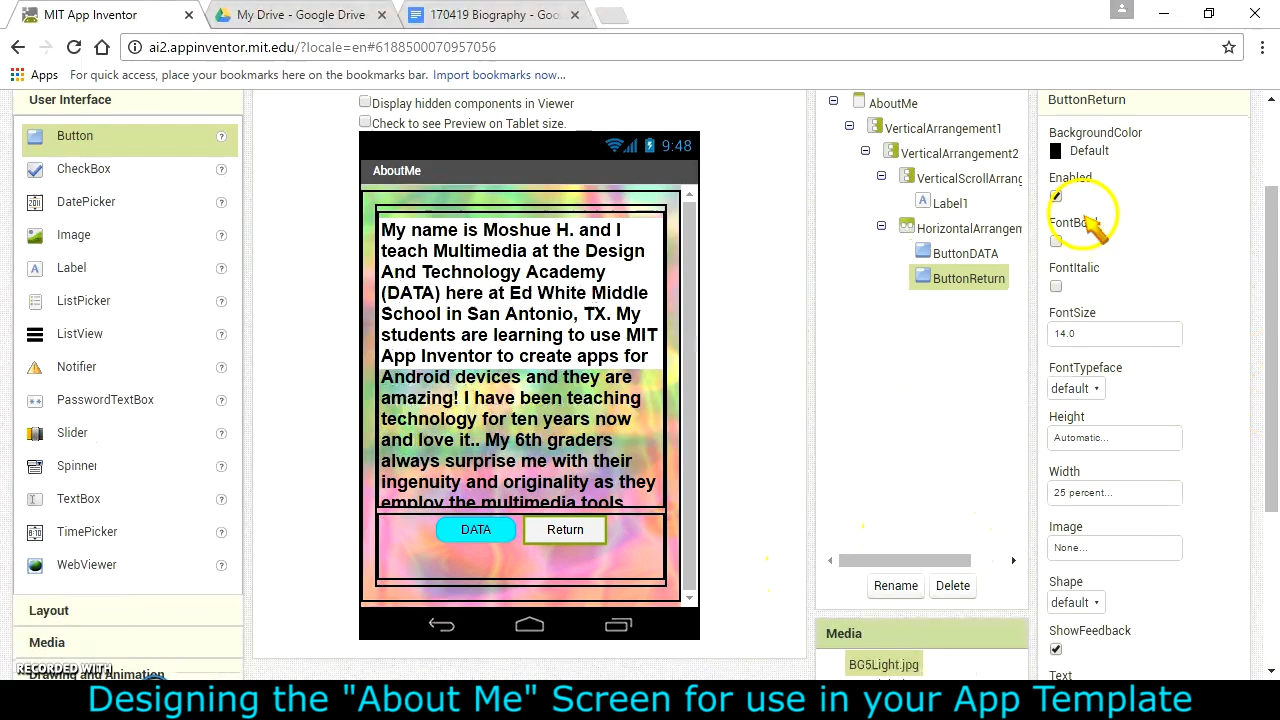 MIT App Inventor
My Drive - Google Drive
170419 Biography - Goo
ai2.appinventor.mit.edu/?locale=en#6188500070957056
Apps For quick access, place your bookmarks here on the bookmarks bar. Import bookmarks now...
User Interface
Button ?
CheckBox ?
DatePicker ?
Image ?
Label ?
ListPicker ?
ListView ?
Notifier ?
PasswordTextBox ?
Slider ?
Spinner ?
TextBox ?
TimePicker ?
WebViewer ?
Layout
Media
Drawing and Animation
RECORDED WITH
Display hidden components in Viewer
Check to see Preview on Tablet size.
9:48
AboutMe
My name is Moshue H. and I
teach Multimedia at the Design
And Technology Academy
(DATA) here at Ed White Middle
School in San Antonio, TX. My
students are learning to use MIT
App Inventor to create apps for
Android devices and they are
amazing! I have been teaching
technology for ten years now
and love it.. My 6th graders
always surprise me with their
ingenuity and originality as they
employ the multimedia tools
DATA Return
AboutMe
VerticalArrangement1
VerticalArrangement2
VerticalScrollArrang
A Label1
HorizontalArrangem
ButtonDATA
ButtonReturn
Rename Delete
Media
BG5Light.jpg
ButtonReturn
BackgroundColor
Default
Enabled
FontBold
FontItalic
FontSize
14.0
FontTypeface
default
Height
Automatic...
Width
25 percent...
Image
None...
Shape
default
ShowFeedback
Text
Designing the "About Me" Screen for use in your App Template